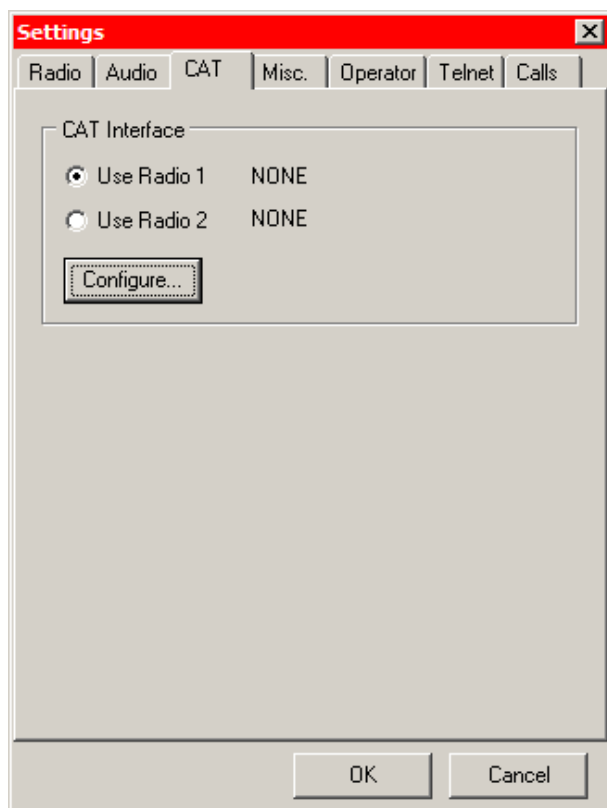 Settings
Radio Audio CAT Misc. Operator Telnet Calls
CAT Interface
Use Radio 1 NONE
Use Radio 2 NONE
Configure...
OK Cancel